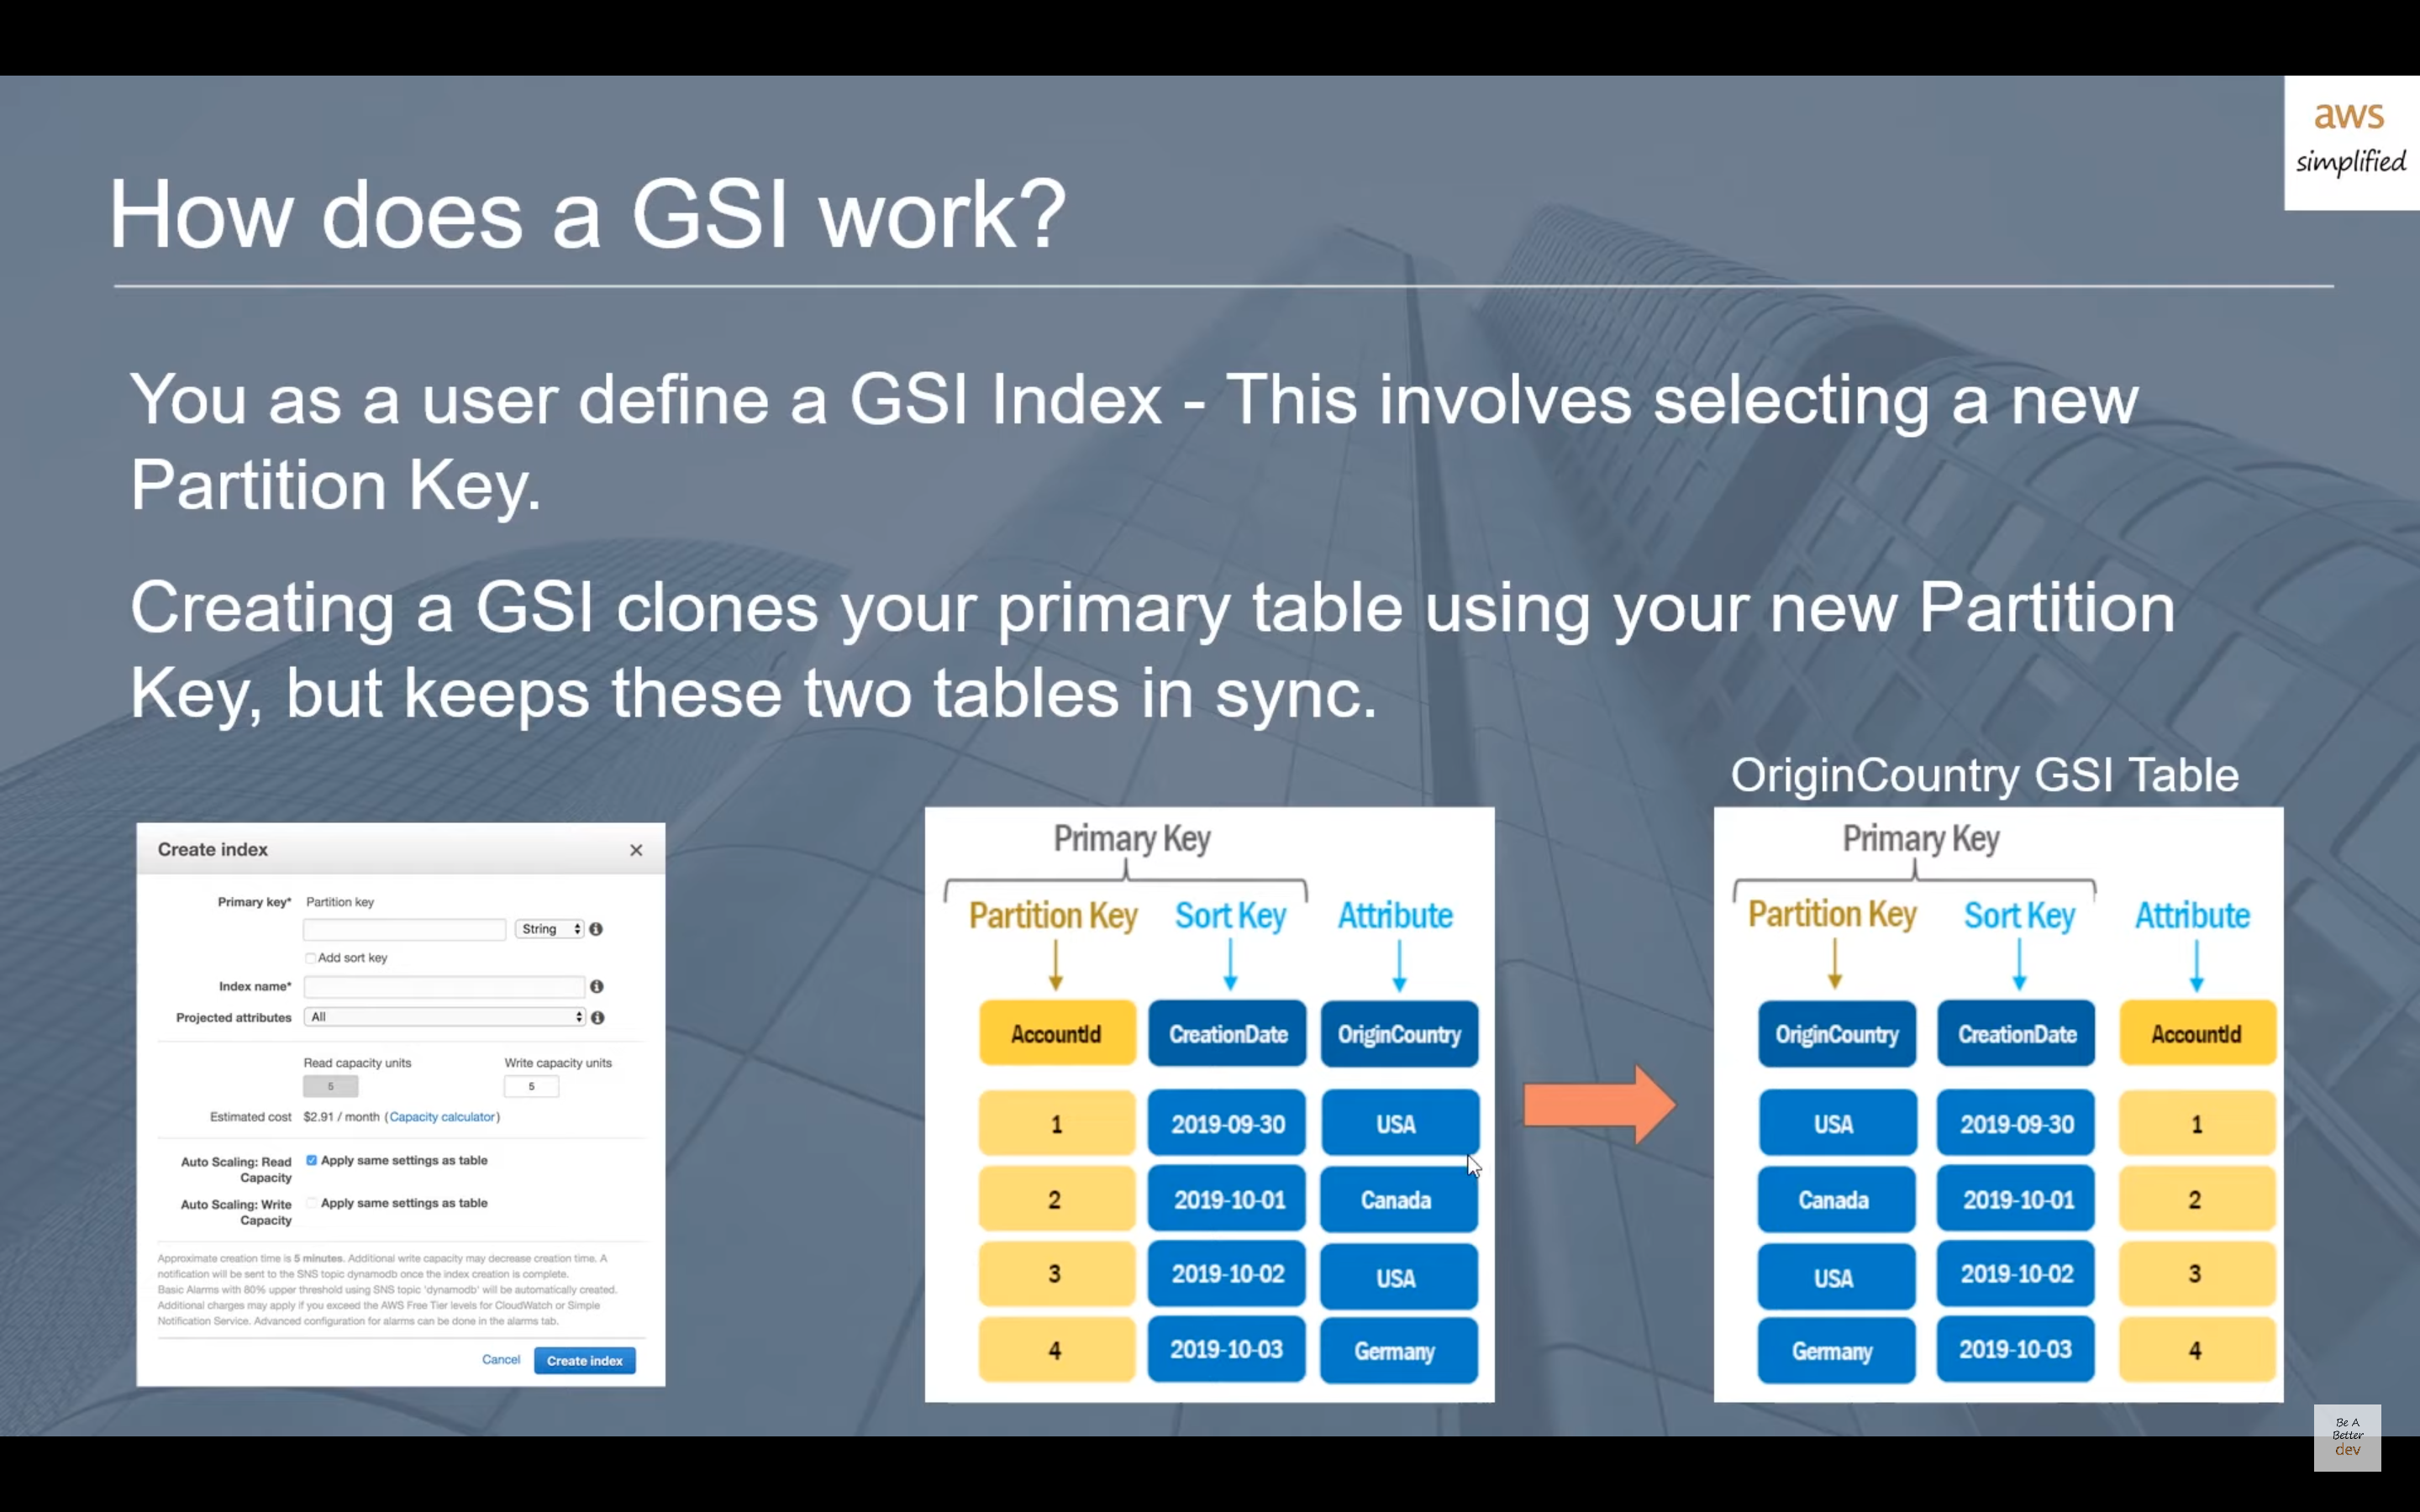 aws
simplified
How does a GSI work?
You as a user define a GSI Index - This involves selecting a new
Partition Key.
Creating a GSI clones your primary table using your new Partition
Key, but keeps these two tables in sync.
Create index ×
Primary key* Partition key
String
Add sort key
Index name*
Projected attributes All
Read capacity units Write capacity units
5 5
Estimated cost $2.91 / month (Capacity calculator)
Auto Scaling: Read Apply same settings as table
Capacity
Auto Scaling: Write Apply same settings as table
Capacity
Approximate creation time is 5 minutes. Additional write capacity may decrease creation time. A
notification will be sent to the SNS topic dynamodb once the index creation is complete.
Basic Alarms with 80% upper threshold using SNS topic 'dynamodb' will be automatically created.
Additional charges may apply if you exceed the AWS Free Tier levels for CloudWatch or Simple
Notification Service. Advanced configuration for alarms can be done in the alarms tab.
Cancel Create index
Primary Key
Partition Key Sort Key Attribute
AccountId CreationDate OriginCountry
1 2019-09-30 USA
2 2019-10-01 Canada
3 2019-10-02 USA
4 2019-10-03 Germany
OriginCountry GSI Table
Primary Key
Partition Key Sort Key Attribute
OriginCountry CreationDate AccountId
USA 2019-09-30 1
Canada 2019-10-01 2
USA 2019-10-02 3
Germany 2019-10-03 4
Be A
Better
dev